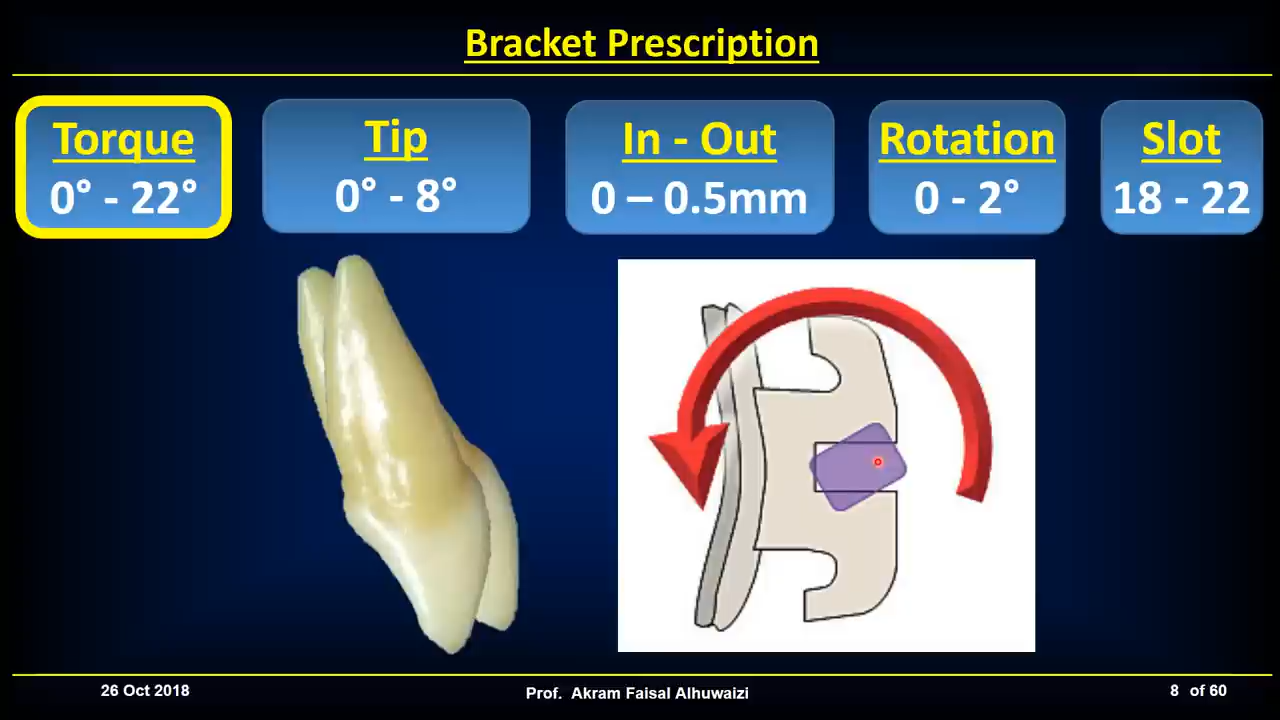 Bracket Prescription
Torque
0° - 22°
Tip
0° - 8°
In - Out
0 – 0.5mm
Rotation
0 - 2°
Slot
18 - 22
26 Oct 2018
Prof. Akram Faisal Alhuwaizi
8 of 60